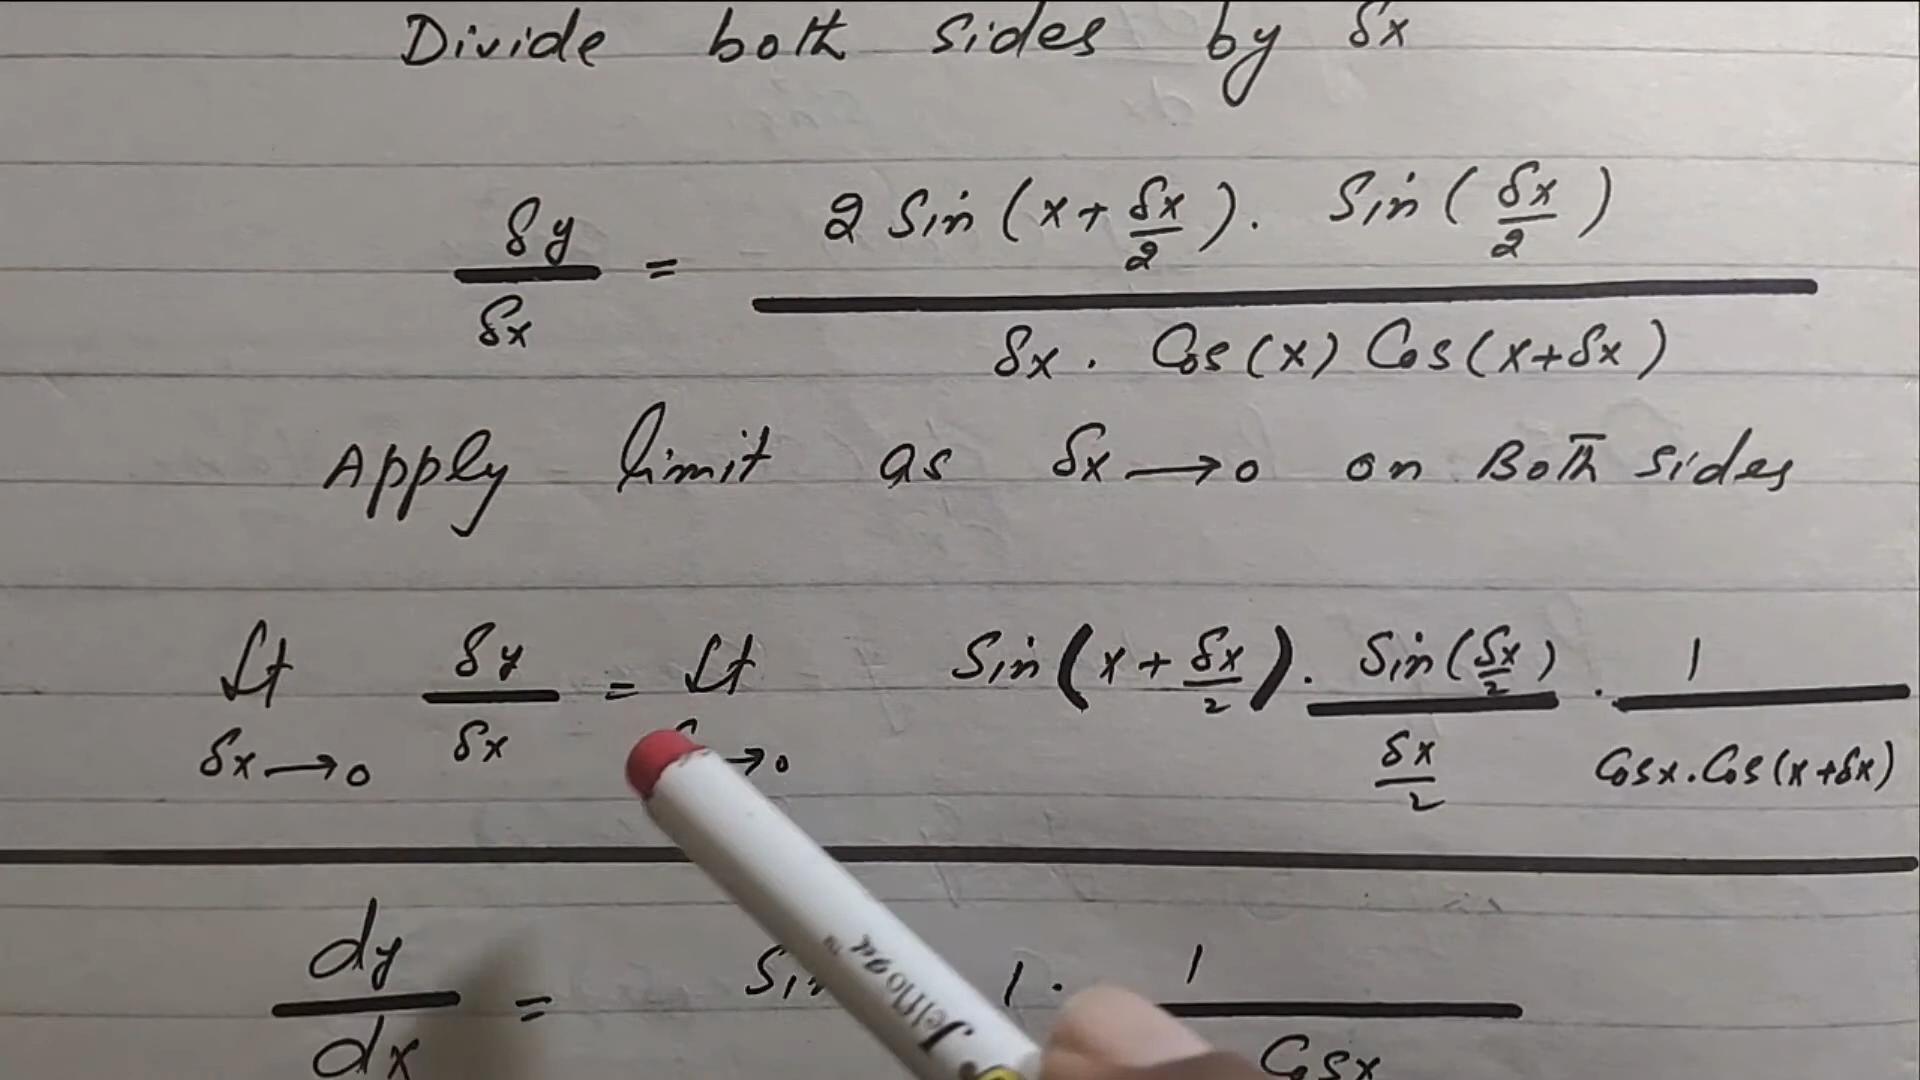 Divide both sides by δx
δy/δx = 2 Sin(x+δx/2). Sin(δx/2) / δx. Cos(x) Cos(x+δx)
Apply limit as δx→0 on Both sides
Lt δx→0 δy/δx = Lt →0 Sin(x+δx/2). Sin(δx/2)/(δx/2) . 1/Cosx.Cos(x+δx)
dy/dx = 1. 1/Cosx
Jelfloga™